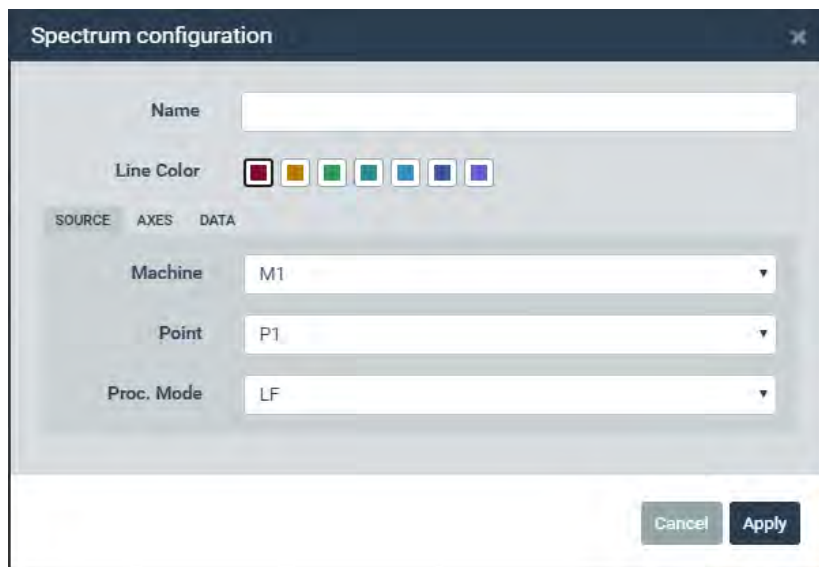 Spectrum configuration ×
Name
Line Color
SOURCE AXES DATA
Machine M1
Point P1
Proc. Mode LF
Cancel Apply